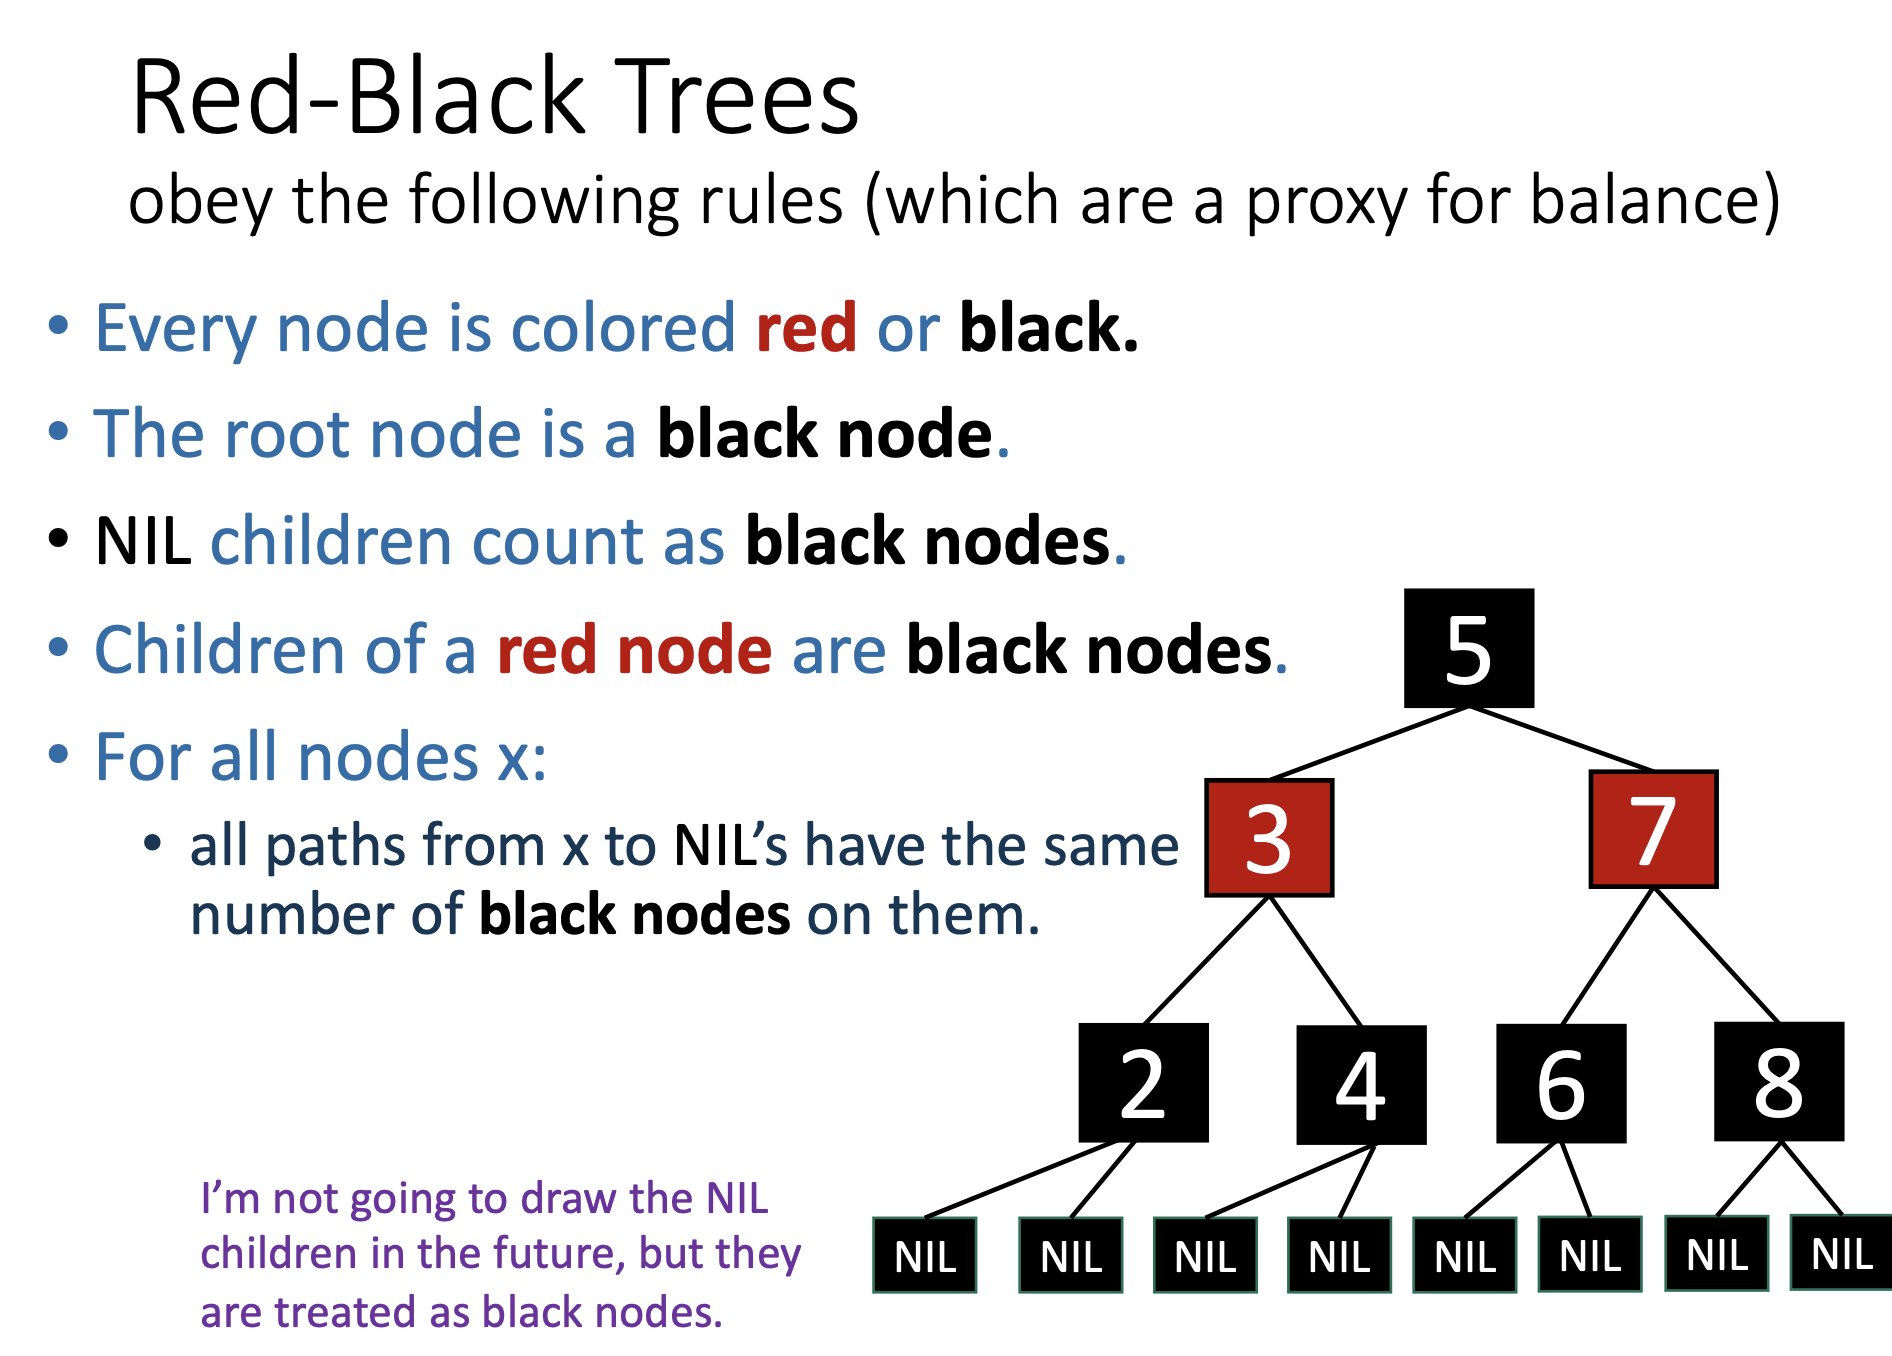 Red-Black Trees
obey the following rules (which are a proxy for balance)
• Every node is colored red or black.
• The root node is a black node.
• NIL children count as black nodes.
• Children of a red node are black nodes.
• For all nodes x:
• all paths from x to NIL’s have the same
number of black nodes on them.
I’m not going to draw the NIL
children in the future, but they
are treated as black nodes.
5
3 7
2 4 6 8
NIL NIL NIL NIL NIL NIL NIL NIL